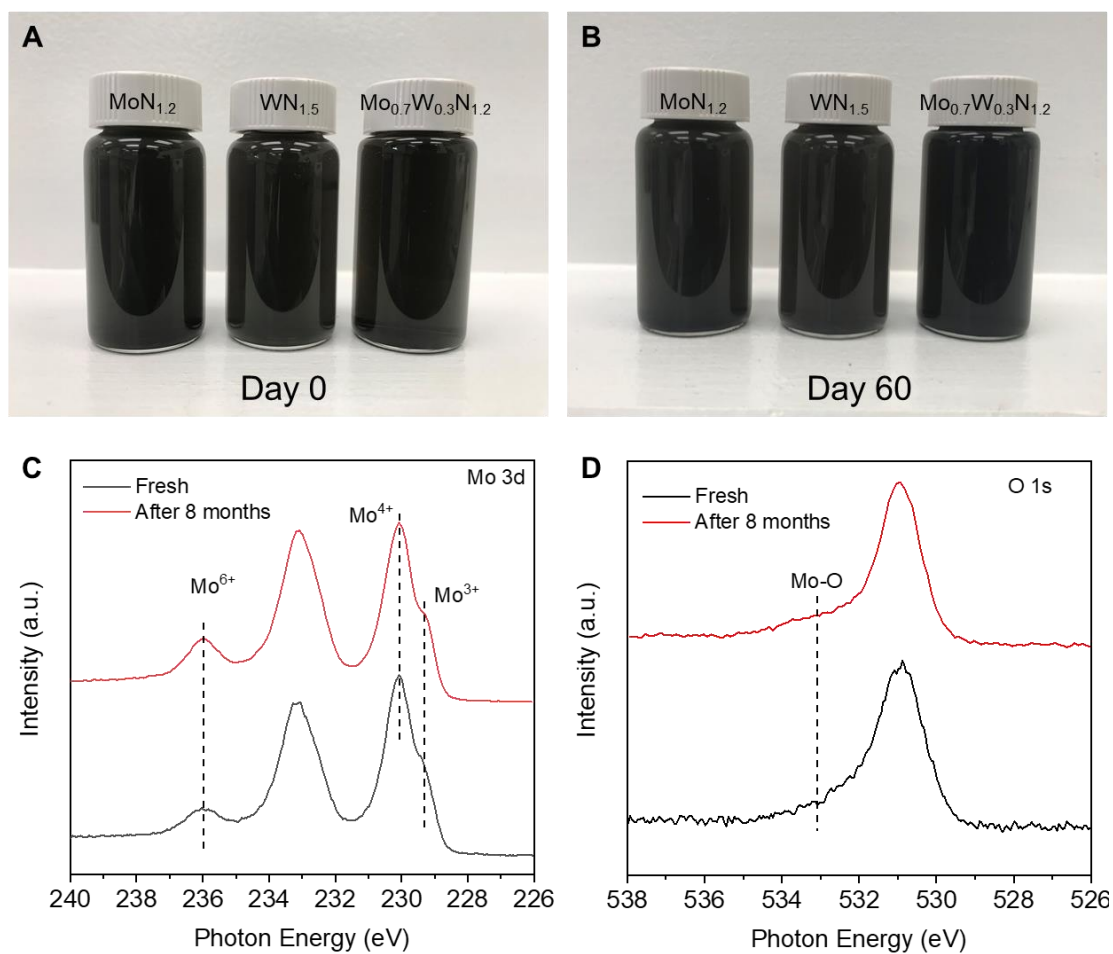 A
MoN₁.₂
WN₁.₅
Mo₀.₇W₀.₃N₁.₂
Day 0
B
MoN₁.₂
WN₁.₅
Mo₀.₇W₀.₃N₁.₂
Day 60
C
Fresh
After 8 months
Mo 3d
Mo⁴⁺
Mo⁶⁺
Mo³⁺
Intensity (a.u.)
240 238 236 234 232 230 228 226
Photon Energy (eV)
D
Fresh
After 8 months
O 1s
Mo-O
Intensity (a.u.)
538 536 534 532 530 528 526
Photon Energy (eV)